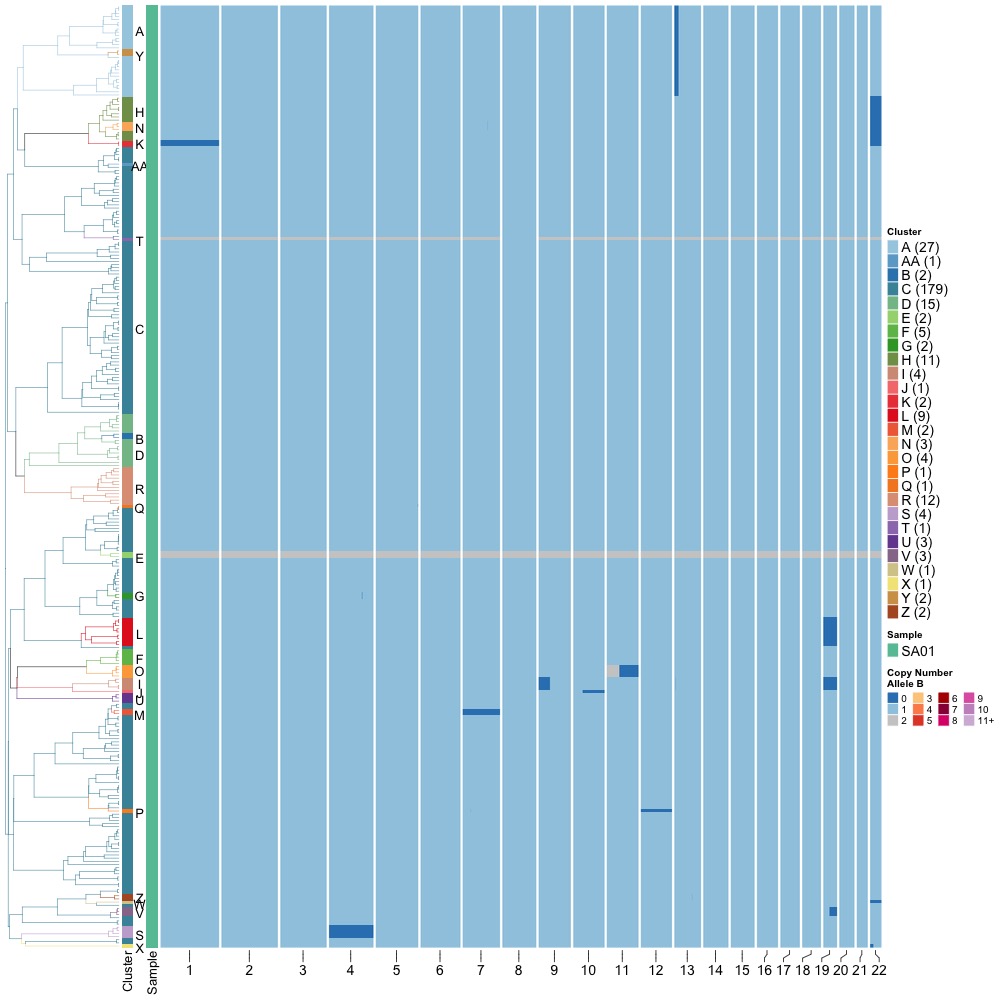 A
Y
H
N
K
AA
T
C
B
D
R
Q
E
G
L
F
O
I
J
U
M
P
Z
W
V
S
X
Cluster
Sample
1 2 3 4 5 6 7 8 9 10 11 12 13 14 15 16 17 18 19 20 21 22
Cluster
A (27)
AA (1)
B (2)
C (179)
D (15)
E (2)
F (5)
G (2)
H (11)
I (4)
J (1)
K (2)
L (9)
M (2)
N (3)
O (4)
P (1)
Q (1)
R (12)
S (4)
T (1)
U (3)
V (3)
W (1)
X (1)
Y (2)
Z (2)
Sample
SA01
Copy Number
Allele B
0 3 6 9
1 4 7 10
2 5 8 11+